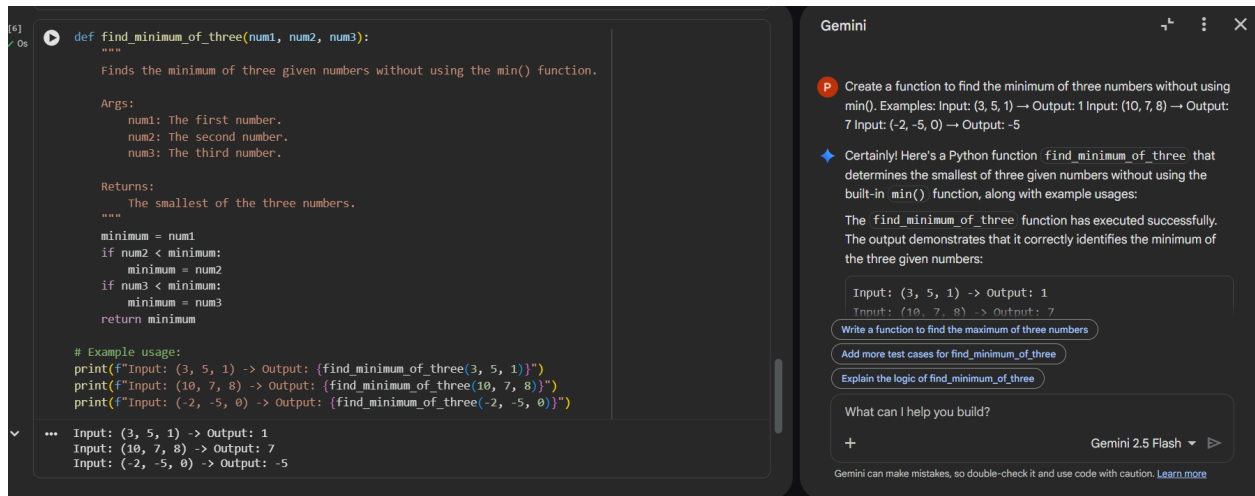 [6]
✓ 0s
def find_minimum_of_three(num1, num2, num3):
    """
    Finds the minimum of three given numbers without using the min() function.

    Args:
        num1: The first number.
        num2: The second number.
        num3: The third number.

    Returns:
        The smallest of the three numbers.
    """
    minimum = num1
    if num2 < minimum:
        minimum = num2
    if num3 < minimum:
        minimum = num3
    return minimum

# Example usage:
print(f"Input: (3, 5, 1) -> Output: {find_minimum_of_three(3, 5, 1)}")
print(f"Input: (10, 7, 8) -> Output: {find_minimum_of_three(10, 7, 8)}")
print(f"Input: (-2, -5, 0) -> Output: {find_minimum_of_three(-2, -5, 0)}")
Input: (3, 5, 1) -> Output: 1
Input: (10, 7, 8) -> Output: 7
Input: (-2, -5, 0) -> Output: -5
Gemini
P
Create a function to find the minimum of three numbers without using
min(). Examples: Input: (3, 5, 1) → Output: 1 Input: (10, 7, 8) → Output:
7 Input: (-2, -5, 0) → Output: -5
Certainly! Here's a Python function find_minimum_of_three that
determines the smallest of three given numbers without using the
built-in min() function, along with example usages:
The find_minimum_of_three function has executed successfully.
The output demonstrates that it correctly identifies the minimum of
the three given numbers:
Input: (3, 5, 1) -> Output: 1
Input: (10, 7, 8) -> Output: 7
Write a function to find the maximum of three numbers
Add more test cases for find_minimum_of_three
Explain the logic of find_minimum_of_three
What can I help you build?
Gemini 2.5 Flash
Gemini can make mistakes, so double-check it and use code with caution. Learn more